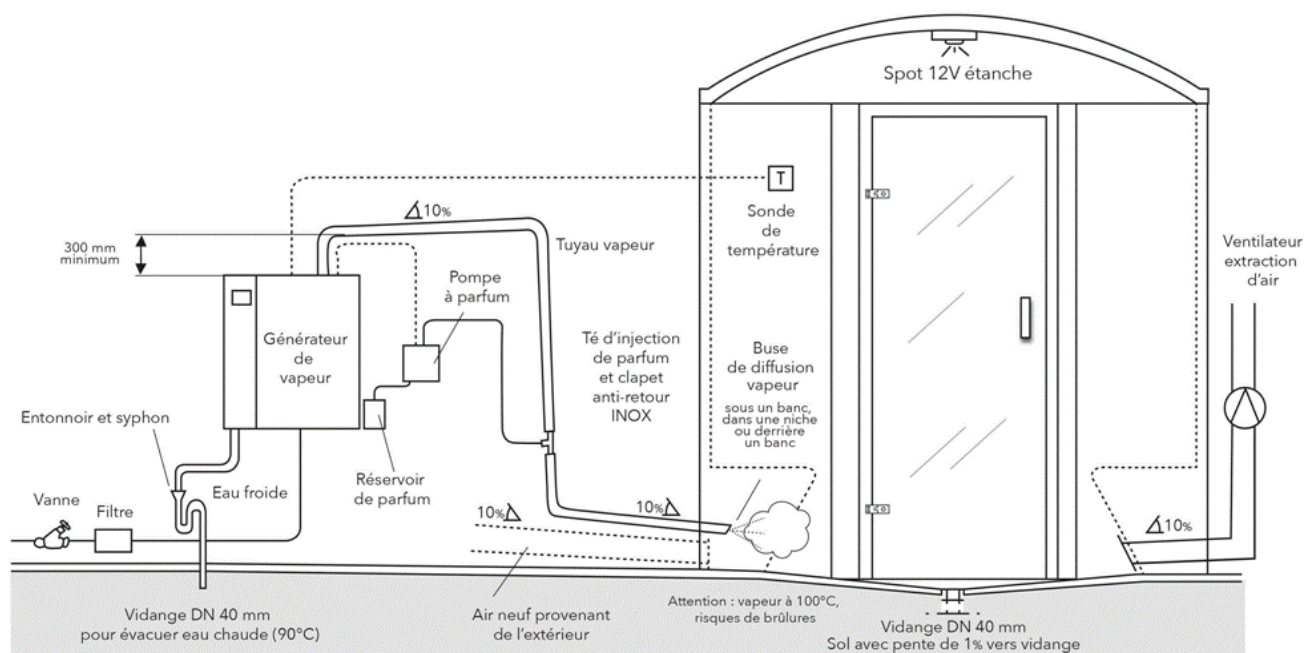 Spot 12V étanche
10%
T
300 mm
minimum
Tuyau vapeur
Sonde
de
température
Ventilateur
extraction
d'air
Pompe
à parfum
Générateur
de
vapeur
Té d'injection
de parfum
et clapet
anti-retour
INOX
Buse
de diffusion
vapeur
sous un banc,
dans une niche
ou derrière
un banc
Entonnoir et syphon
Eau froide
Réservoir
de parfum
Vanne
Filtre
10%
10%
10%
Vidange DN 40 mm
pour évacuer eau chaude (90°C)
Air neuf provenant
de l'extérieur
Attention : vapeur à 100°C,
risques de brûlures
Vidange DN 40 mm
Sol avec pente de 1% vers vidange